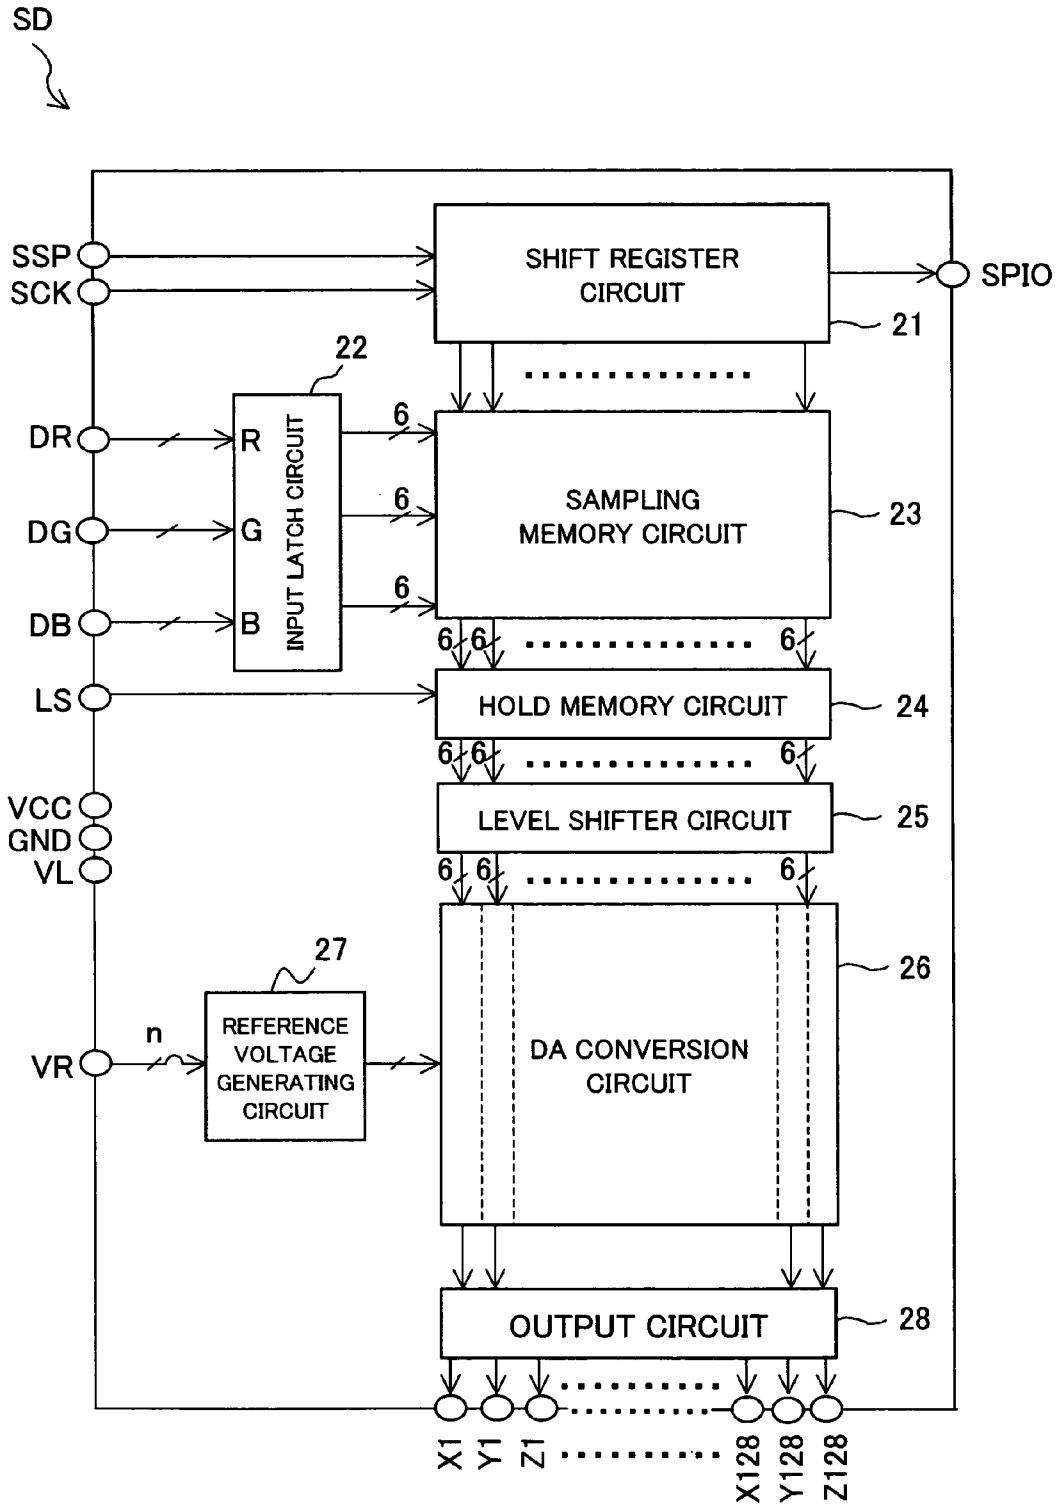 SD
SSP
SCK
SHIFT REGISTER
CIRCUIT
SPIO
21
22
DR
DG
DB
R
G
B
INPUT LATCH CIRCUIT
6
6
6
SAMPLING
MEMORY CIRCUIT
23
6 6 6
LS
HOLD MEMORY CIRCUIT
24
6 6 6
VCC
GND
VL
LEVEL SHIFTER CIRCUIT
25
6 6 6
27
VR
n
REFERENCE
VOLTAGE
GENERATING
CIRCUIT
DA CONVERSION
CIRCUIT
26
OUTPUT CIRCUIT
28
X1 Y1 Z1 X128 Y128 Z128